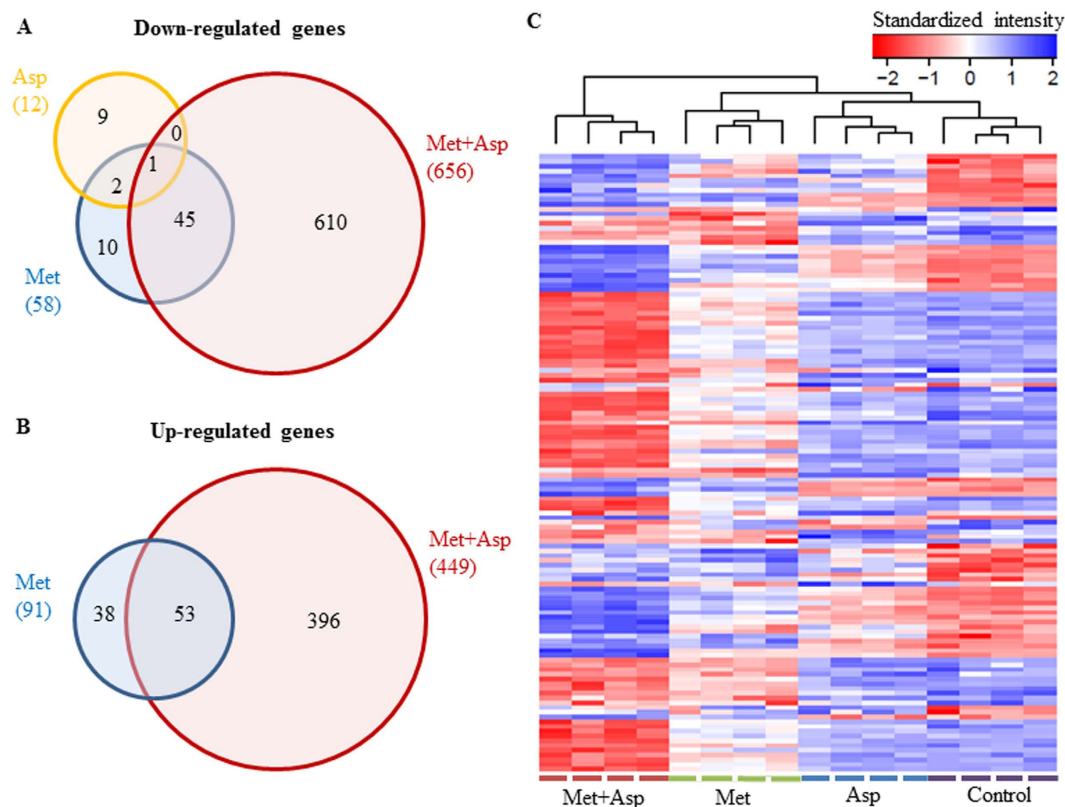 A
Down-regulated genes
Asp
(12)
9
0
1
2
45
610
10
Met+Asp
(656)
Met
(58)
B
Up-regulated genes
Met
(91)
38
53
396
Met+Asp
(449)
C
Standardized intensity
−2 −1 0 1 2
Met+Asp Met Asp Control